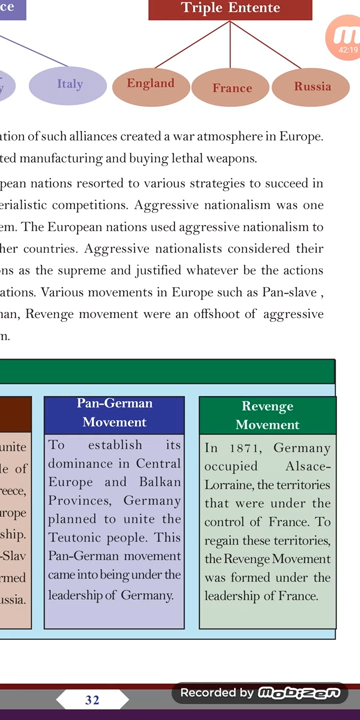 ce
Triple Entente
42:19
y
Italy
England
France
Russia
ation of such alliances created a war atmosphere in Europe.
ted manufacturing and buying lethal weapons.
pean nations resorted to various strategies to succeed in
erialistic competitions. Aggressive nationalism was one
em. The European nations used aggressive nationalism to
her countries. Aggressive nationalists considered their
ons as the supreme and justified whatever be the actions
ations. Various movements in Europe such as Pan-slave ,
nan, Revenge movement were an offshoot of aggressive
m.
unite
le of
reece,
urope
ship.
-Slav
rmed
ussia.
Pan-German
Movement
To establish its
dominance in Central
Europe and Balkan
Provinces, Germany
planned to unite the
Teutonic people. This
Pan-German movement
came into being under the
leadership of Germany.
Revenge
Movement
In 1871, Germany
occupied Alsace-
Lorraine, the territories
that were under the
control of France. To
regain these territories,
the Revenge Movement
was formed under the
leadership of France.
32
Recorded by mobizen